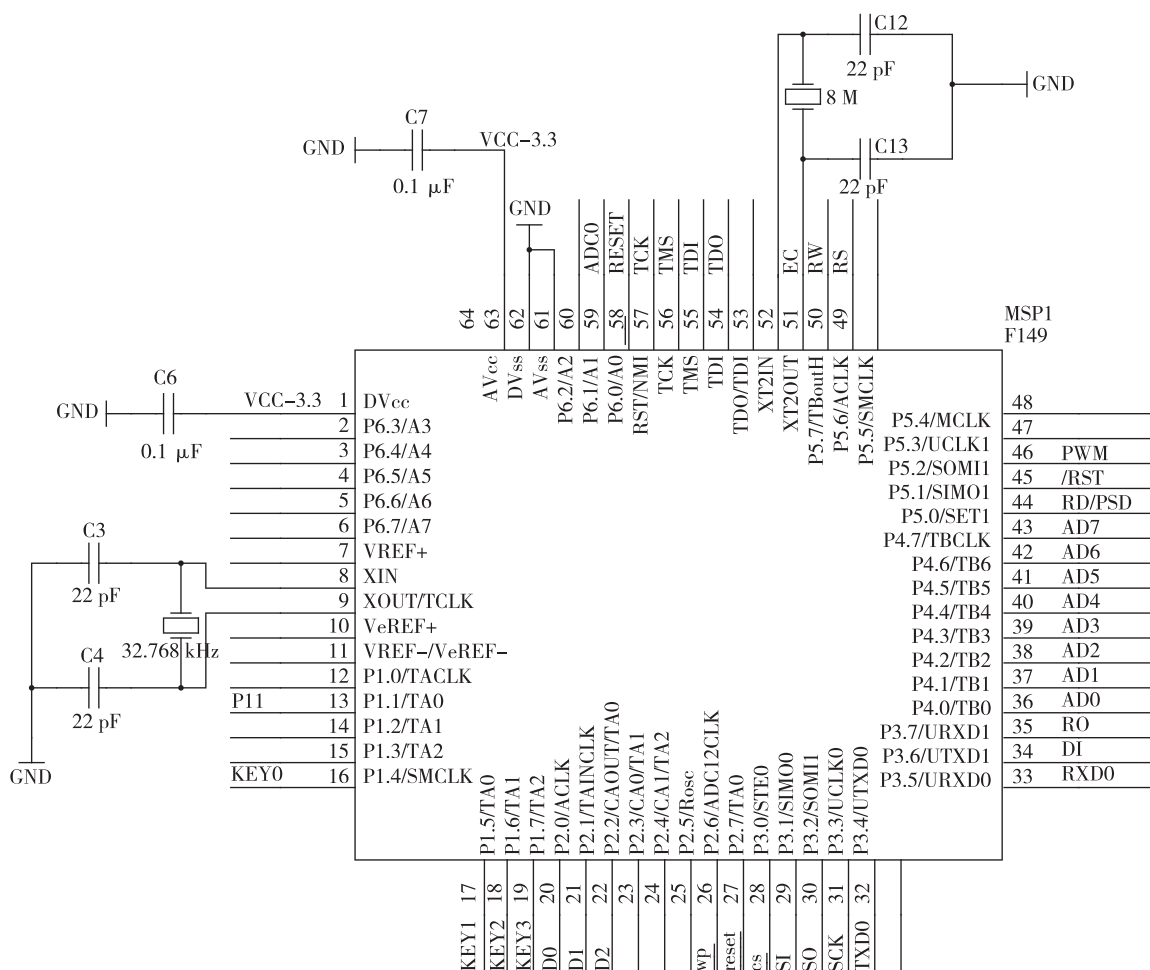 C12
22 pF
8 M
GND
C13
22 pF
C7
GND
VCC-3.3
0.1 μF
GND
ADC0
RESET
TCK
TMS
TDI
TDO
EC
RW
RS
64
63
62
61
60
59
58
57
56
55
54
53
52
51
50
49
MSP1
F149
AVcc
DVss
AVss
P6.2/A2
P6.1/A1
P6.0/A0
RST/NMI
TCK
TMS
TDI
TDO/TDI
XT2IN
XT2OUT
P5.7/TBoutH
P5.6/ACLK
P5.5/SMCLK
C6
GND
0.1 μF
VCC-3.3 1 DVcc
2 P6.3/A3
3 P6.4/A4
4 P6.5/A5
5 P6.6/A6
6 P6.7/A7
7 VREF+
8 XIN
9 XOUT/TCLK
10 VeREF+
11 VREF-/VeREF-
12 P1.0/TACLK
P11 13 P1.1/TA0
14 P1.2/TA1
15 P1.3/TA2
KEY0 16 P1.4/SMCLK
C3
22 pF
32.768 kHz
C4
22 pF
GND
P5.4/MCLK 48
P5.3/UCLK1 47
P5.2/SOMI1 46 PWM
P5.1/SIMO1 45 /RST
P5.0/SET1 44 RD/PSD
P4.7/TBCLK 43 AD7
P4.6/TB6 42 AD6
P4.5/TB5 41 AD5
P4.4/TB4 40 AD4
P4.3/TB3 39 AD3
P4.2/TB2 38 AD2
P4.1/TB1 37 AD1
P4.0/TB0 36 AD0
P3.7/URXD1 35 RO
P3.6/UTXD1 34 DI
P3.5/URXD0 33 RXD0
P1.5/TA0
P1.6/TA1
P1.7/TA2
P2.0/ACLK
P2.1/TAINCLK
P2.2/CAOUT/TA0
P2.3/CA0/TA1
P2.4/CA1/TA2
P2.5/Rosc
P2.6/ADC12CLK
P2.7/TA0
P3.0/STE0
P3.1/SIMO0
P3.2/SOMI1
P3.3/UCLK0
P3.4/UTXD0
KEY1 17
KEY2 18
KEY3 19
D0 20
D1 21
D2 22
23
24
25
wp 26
reset 27
cs 28
SI 29
SO 30
SCK 31
TXD0 32